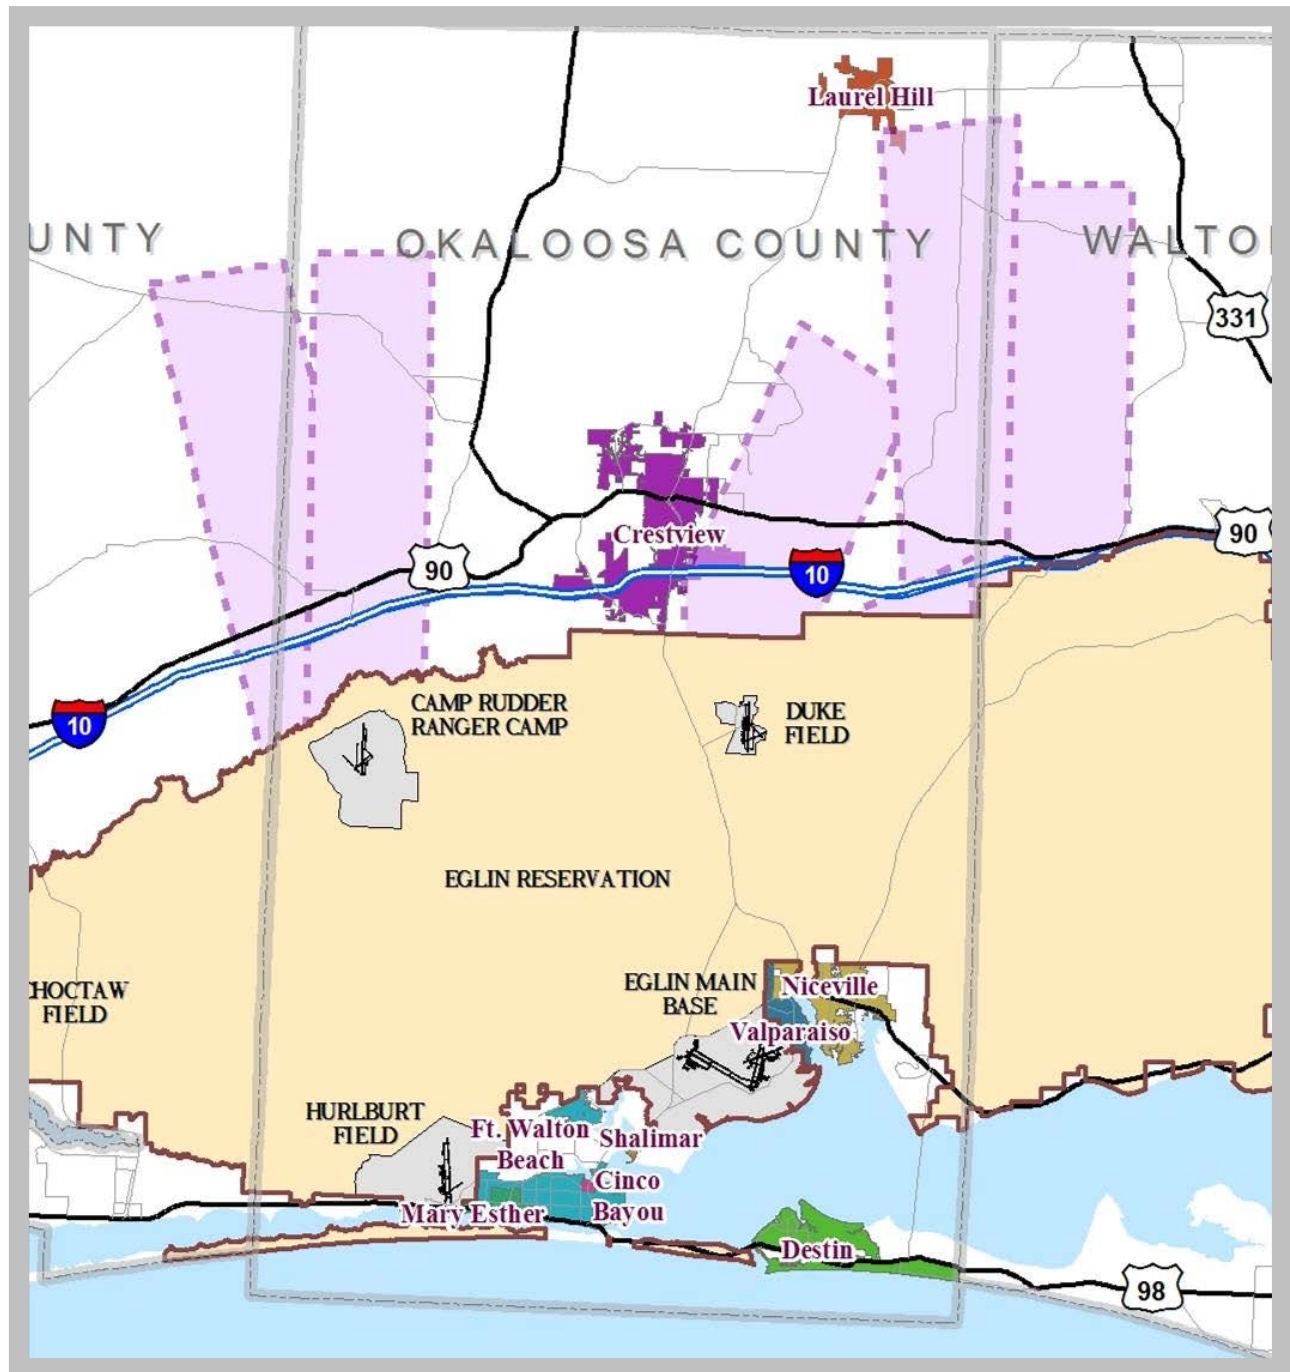 Laurel Hill
UNTY
OKALOOSA COUNTY
WALTO
331
Crestview
90
90
10
10
CAMP RUDDER
RANGER CAMP
DUKE
FIELD
EGLIN RESERVATION
CHOCTAW
FIELD
EGLIN MAIN
BASE
Niceville
Valparaiso
HURLBURT
FIELD
Ft. Walton
Beach
Shalimar
Cinco
Bayou
Mary Esther
Destin
98